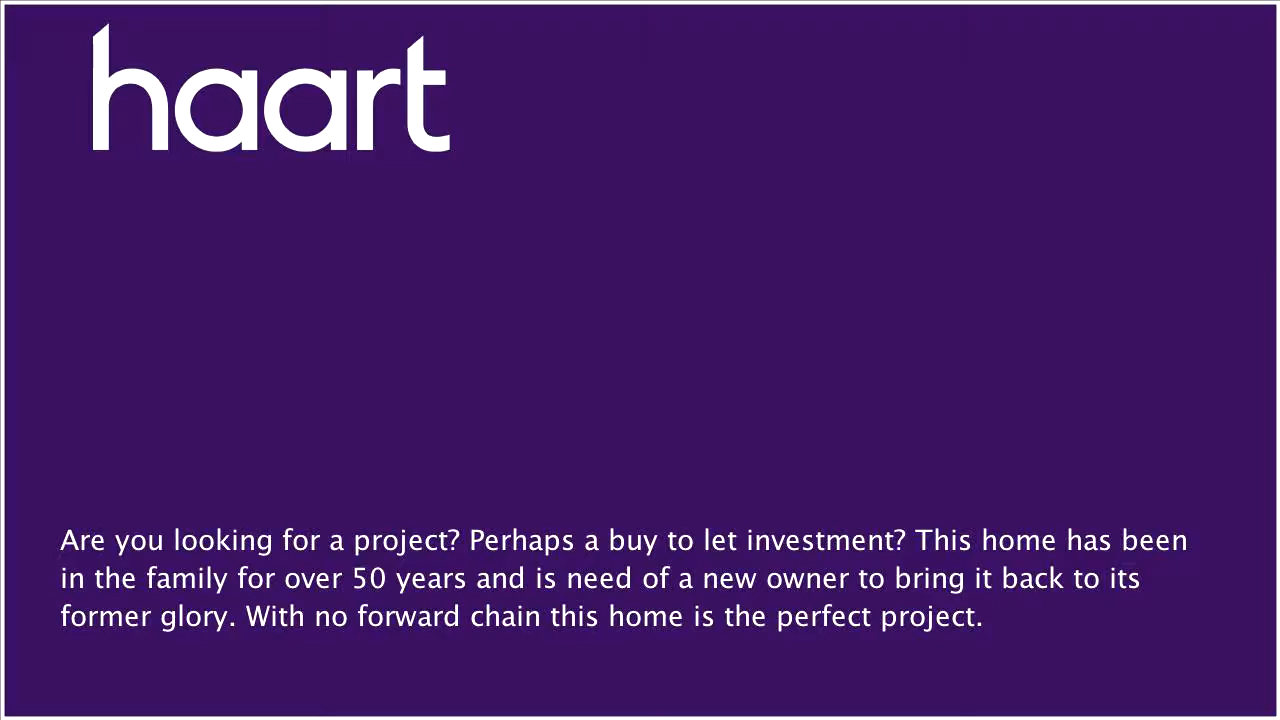 haart
Are you looking for a project? Perhaps a buy to let investment? This home has been
in the family for over 50 years and is need of a new owner to bring it back to its
former glory. With no forward chain this home is the perfect project.